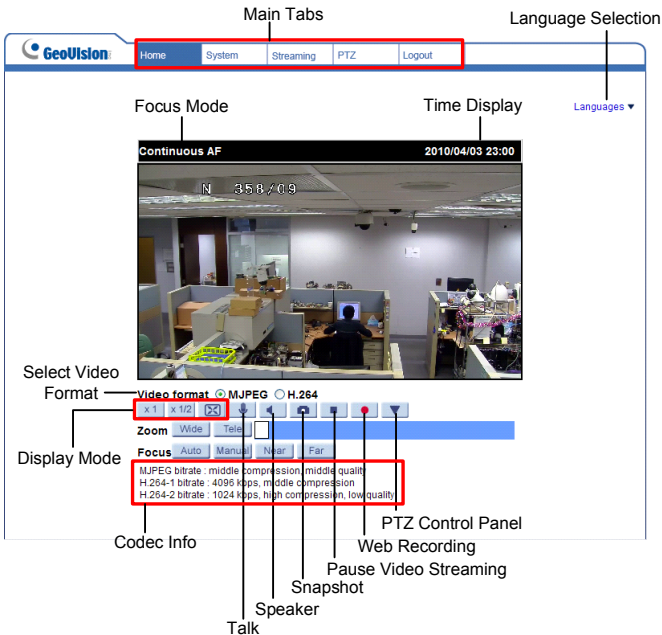 Main Tabs
Language Selection
GeoVision
Home System Streaming PTZ Logout
Focus Mode
Time Display
Languages ▼
Continuous AF
2010/04/03 23:00
N 358/09
Select Video
Format
Video format MJPEG H.264
x 1 x 1/2
Display Mode
Zoom Wide Tele
Focus Auto Manual Near Far
MJPEG bitrate : middle compression, middle quality
H.264-1 bitrate : 4096 kbps, middle compression
H.264-2 bitrate : 1024 kbps, high compression, low quality
Codec Info
PTZ Control Panel
Web Recording
Pause Video Streaming
Snapshot
Speaker
Talk